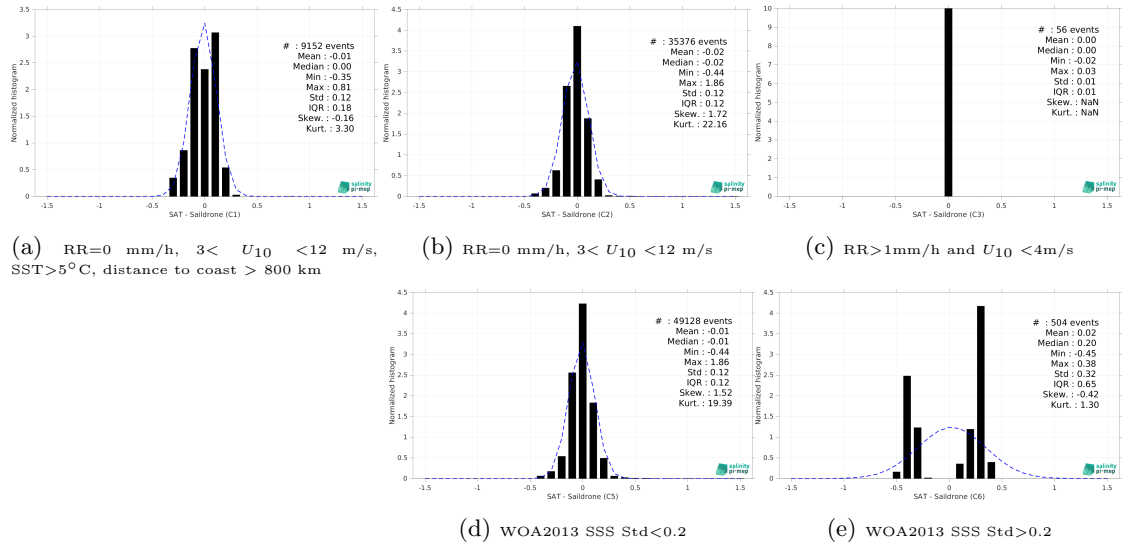 3.5
3
2.5
2
1.5
1
0.5
0
Normalized histogram
# : 9152 events
Mean : -0.01
Median : 0.00
Min : -0.35
Max : 0.81
Std : 0.12
IQR : 0.18
Skew. : -0.16
Kurt. : 3.30
salinity
pi-mep
-1.5 -1 -0.5 0 0.5 1 1.5
SAT - Saildrone (C1)
(a) RR=0 mm/h, 3< U10 <12 m/s,
SST>5°C, distance to coast > 800 km
4.5
4
3.5
3
2.5
2
1.5
1
0.5
0
Normalized histogram
# : 35376 events
Mean : -0.02
Median : -0.02
Min : -0.44
Max : 1.86
Std : 0.12
IQR : 0.12
Skew. : 1.72
Kurt. : 22.16
salinity
pi-mep
-1.5 -1 -0.5 0 0.5 1 1.5
SAT - Saildrone (C2)
(b) RR=0 mm/h, 3< U10 <12 m/s
10
9
8
7
6
5
4
3
2
1
0
Normalized histogram
# : 56 events
Mean : 0.00
Median : 0.00
Min : -0.02
Max : 0.03
Std : 0.01
IQR : 0.01
Skew. : NaN
Kurt. : NaN
salinity
pi-mep
-1.5 -1 -0.5 0 0.5 1 1.5
SAT - Saildrone (C3)
(c) RR>1mm/h and U10 <4m/s
4.5
4
3.5
3
2.5
2
1.5
1
0.5
0
Normalized histogram
# : 49128 events
Mean : -0.01
Median : -0.01
Min : -0.44
Max : 1.86
Std : 0.12
IQR : 0.12
Skew. : 1.52
Kurt. : 19.39
salinity
pi-mep
-1.5 -1 -0.5 0 0.5 1 1.5
SAT - Saildrone (C5)
(d) WOA2013 SSS Std<0.2
4.5
4
3.5
3
2.5
2
1.5
1
0.5
0
Normalized histogram
# : 504 events
Mean : 0.02
Median : 0.20
Min : -0.45
Max : 0.38
Std : 0.32
IQR : 0.65
Skew. : -0.42
Kurt. : 1.30
salinity
pi-mep
-1.5 -1 -0.5 0 0.5 1 1.5
SAT - Saildrone (C6)
(e) WOA2013 SSS Std>0.2